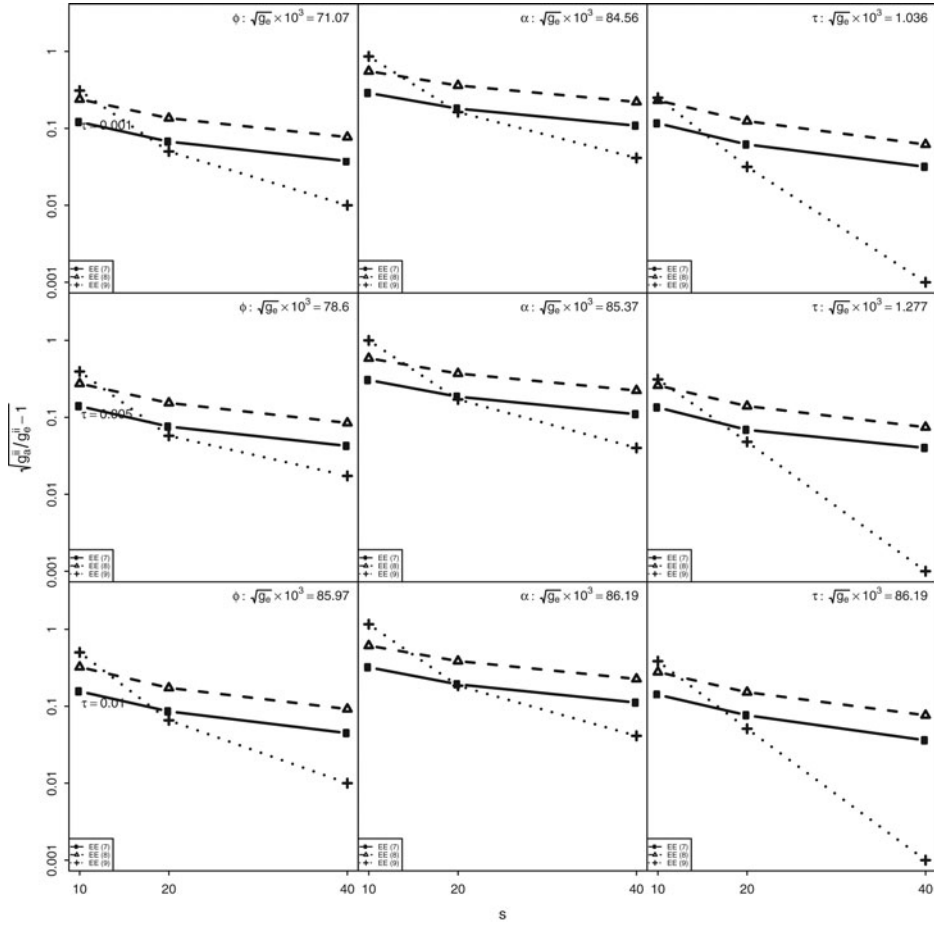 ϕ: √gₑ × 10³ = 71.07
α: √gₑ × 10³ = 84.56
τ: √gₑ × 10³ = 1.036
1
0.1
0.01
0.001
τ = 0.001
EE (7)
EE (8)
EE (9)
EE (7)
EE (8)
EE (9)
EE (7)
EE (8)
EE (9)
ϕ: √gₑ × 10³ = 78.6
α: √gₑ × 10³ = 85.37
τ: √gₑ × 10³ = 1.277
1
0.1
0.01
0.001
τ = 0.005
√gₐⁱⁱ/gₑⁱⁱ − 1
EE (7)
EE (8)
EE (9)
EE (7)
EE (8)
EE (9)
EE (7)
EE (8)
EE (9)
ϕ: √gₑ × 10³ = 85.97
α: √gₑ × 10³ = 86.19
τ: √gₑ × 10³ = 86.19
1
0.1
0.01
0.001
τ = 0.01
EE (7)
EE (8)
EE (9)
EE (7)
EE (8)
EE (9)
EE (7)
EE (8)
EE (9)
10 20 40 10 20 40 10 20 40
s